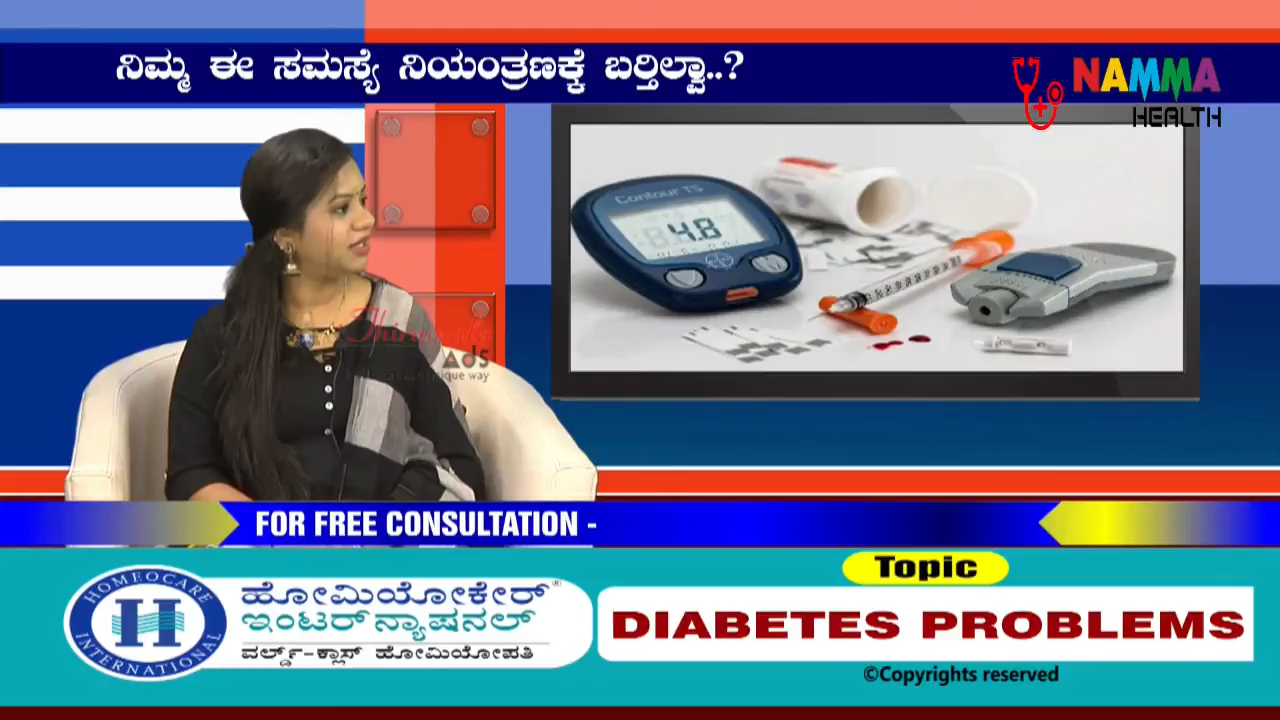 ನಿಮ್ಮ ಈ ಸಮಸ್ಯೆ ನಿಯಂತ್ರಣಕ್ಕೆ ಬರ್‍ತಿಲ್ವಾ..?
NAMMA
HEALTH
Contour TS
4.8
Ads
FOR FREE CONSULTATION -
Topic
HOMEOCARE
INTERNATIONAL
H
ಹೋಮಿಯೋಕೇರ್®
ಇಂಟರ್‌ನ್ಯಾಷನಲ್
ವರ್ಲ್ಡ್-ಕ್ಲಾಸ್ ಹೋಮಿಯೋಪತಿ
DIABETES PROBLEMS
©Copyrights reserved